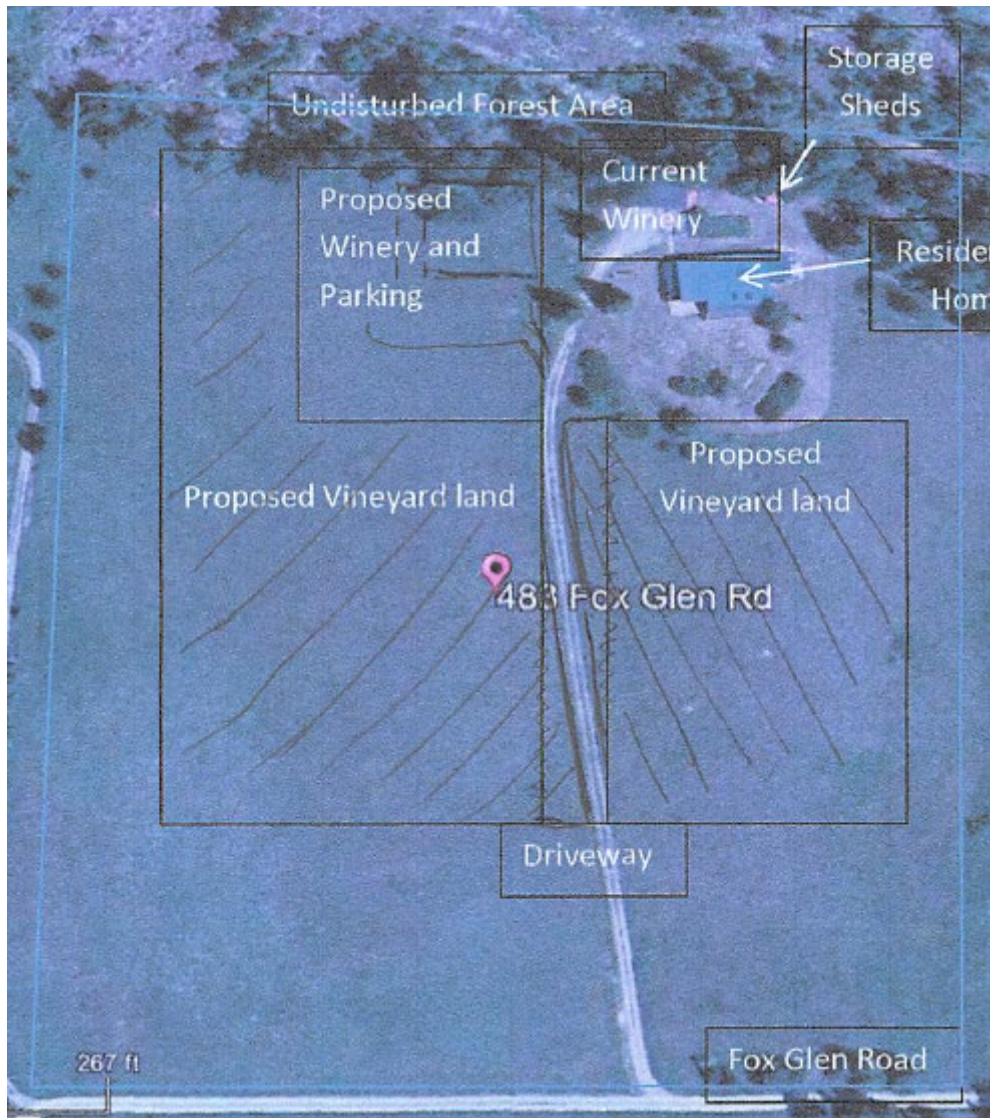 Storage
Sheds
Undisturbed Forest Area
Current
Winery
Proposed
Winery and
Parking
Residen
Hom
Proposed
Vineyard land
Proposed Vineyard land
483 Fox Glen Rd
Driveway
Fox Glen Road
267 ft